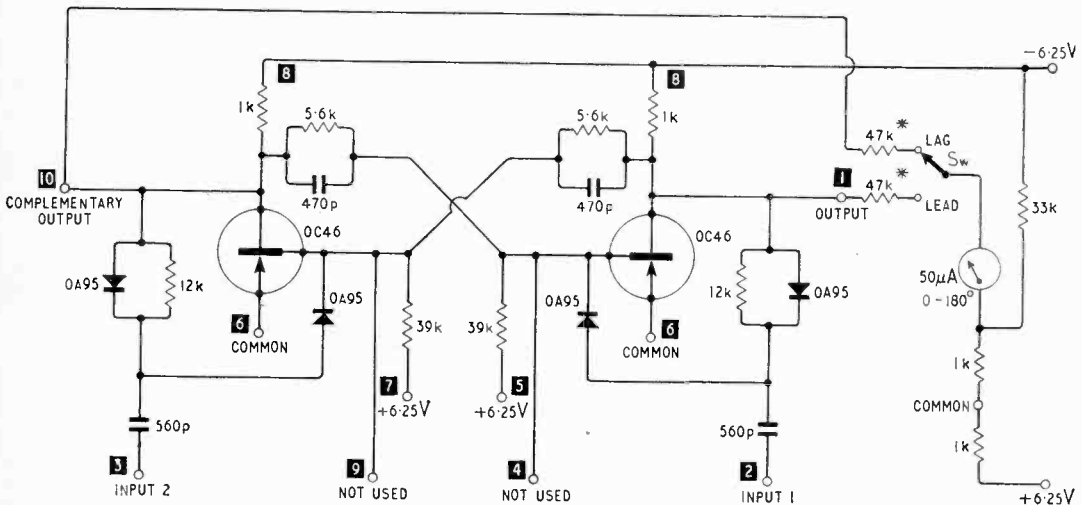 8
8
−6·25V
1k
5·6k
5·6k
1k
47k
*
LAG
Sw
10
470p
470p
1
*
47k
33k
COMPLEMENTARY
OUTPUT
OUTPUT
LEAD
OC46
OC46
OA95
12k
OA95
OA95
12k
OA95
50µA
0-180°
6
COMMON
39k
39k
6
COMMON
1k
7
5
+6·25V
+6·25V
COMMON
560p
560p
1k
3
9
4
2
INPUT 2
NOT USED
NOT USED
INPUT 1
+6·25V